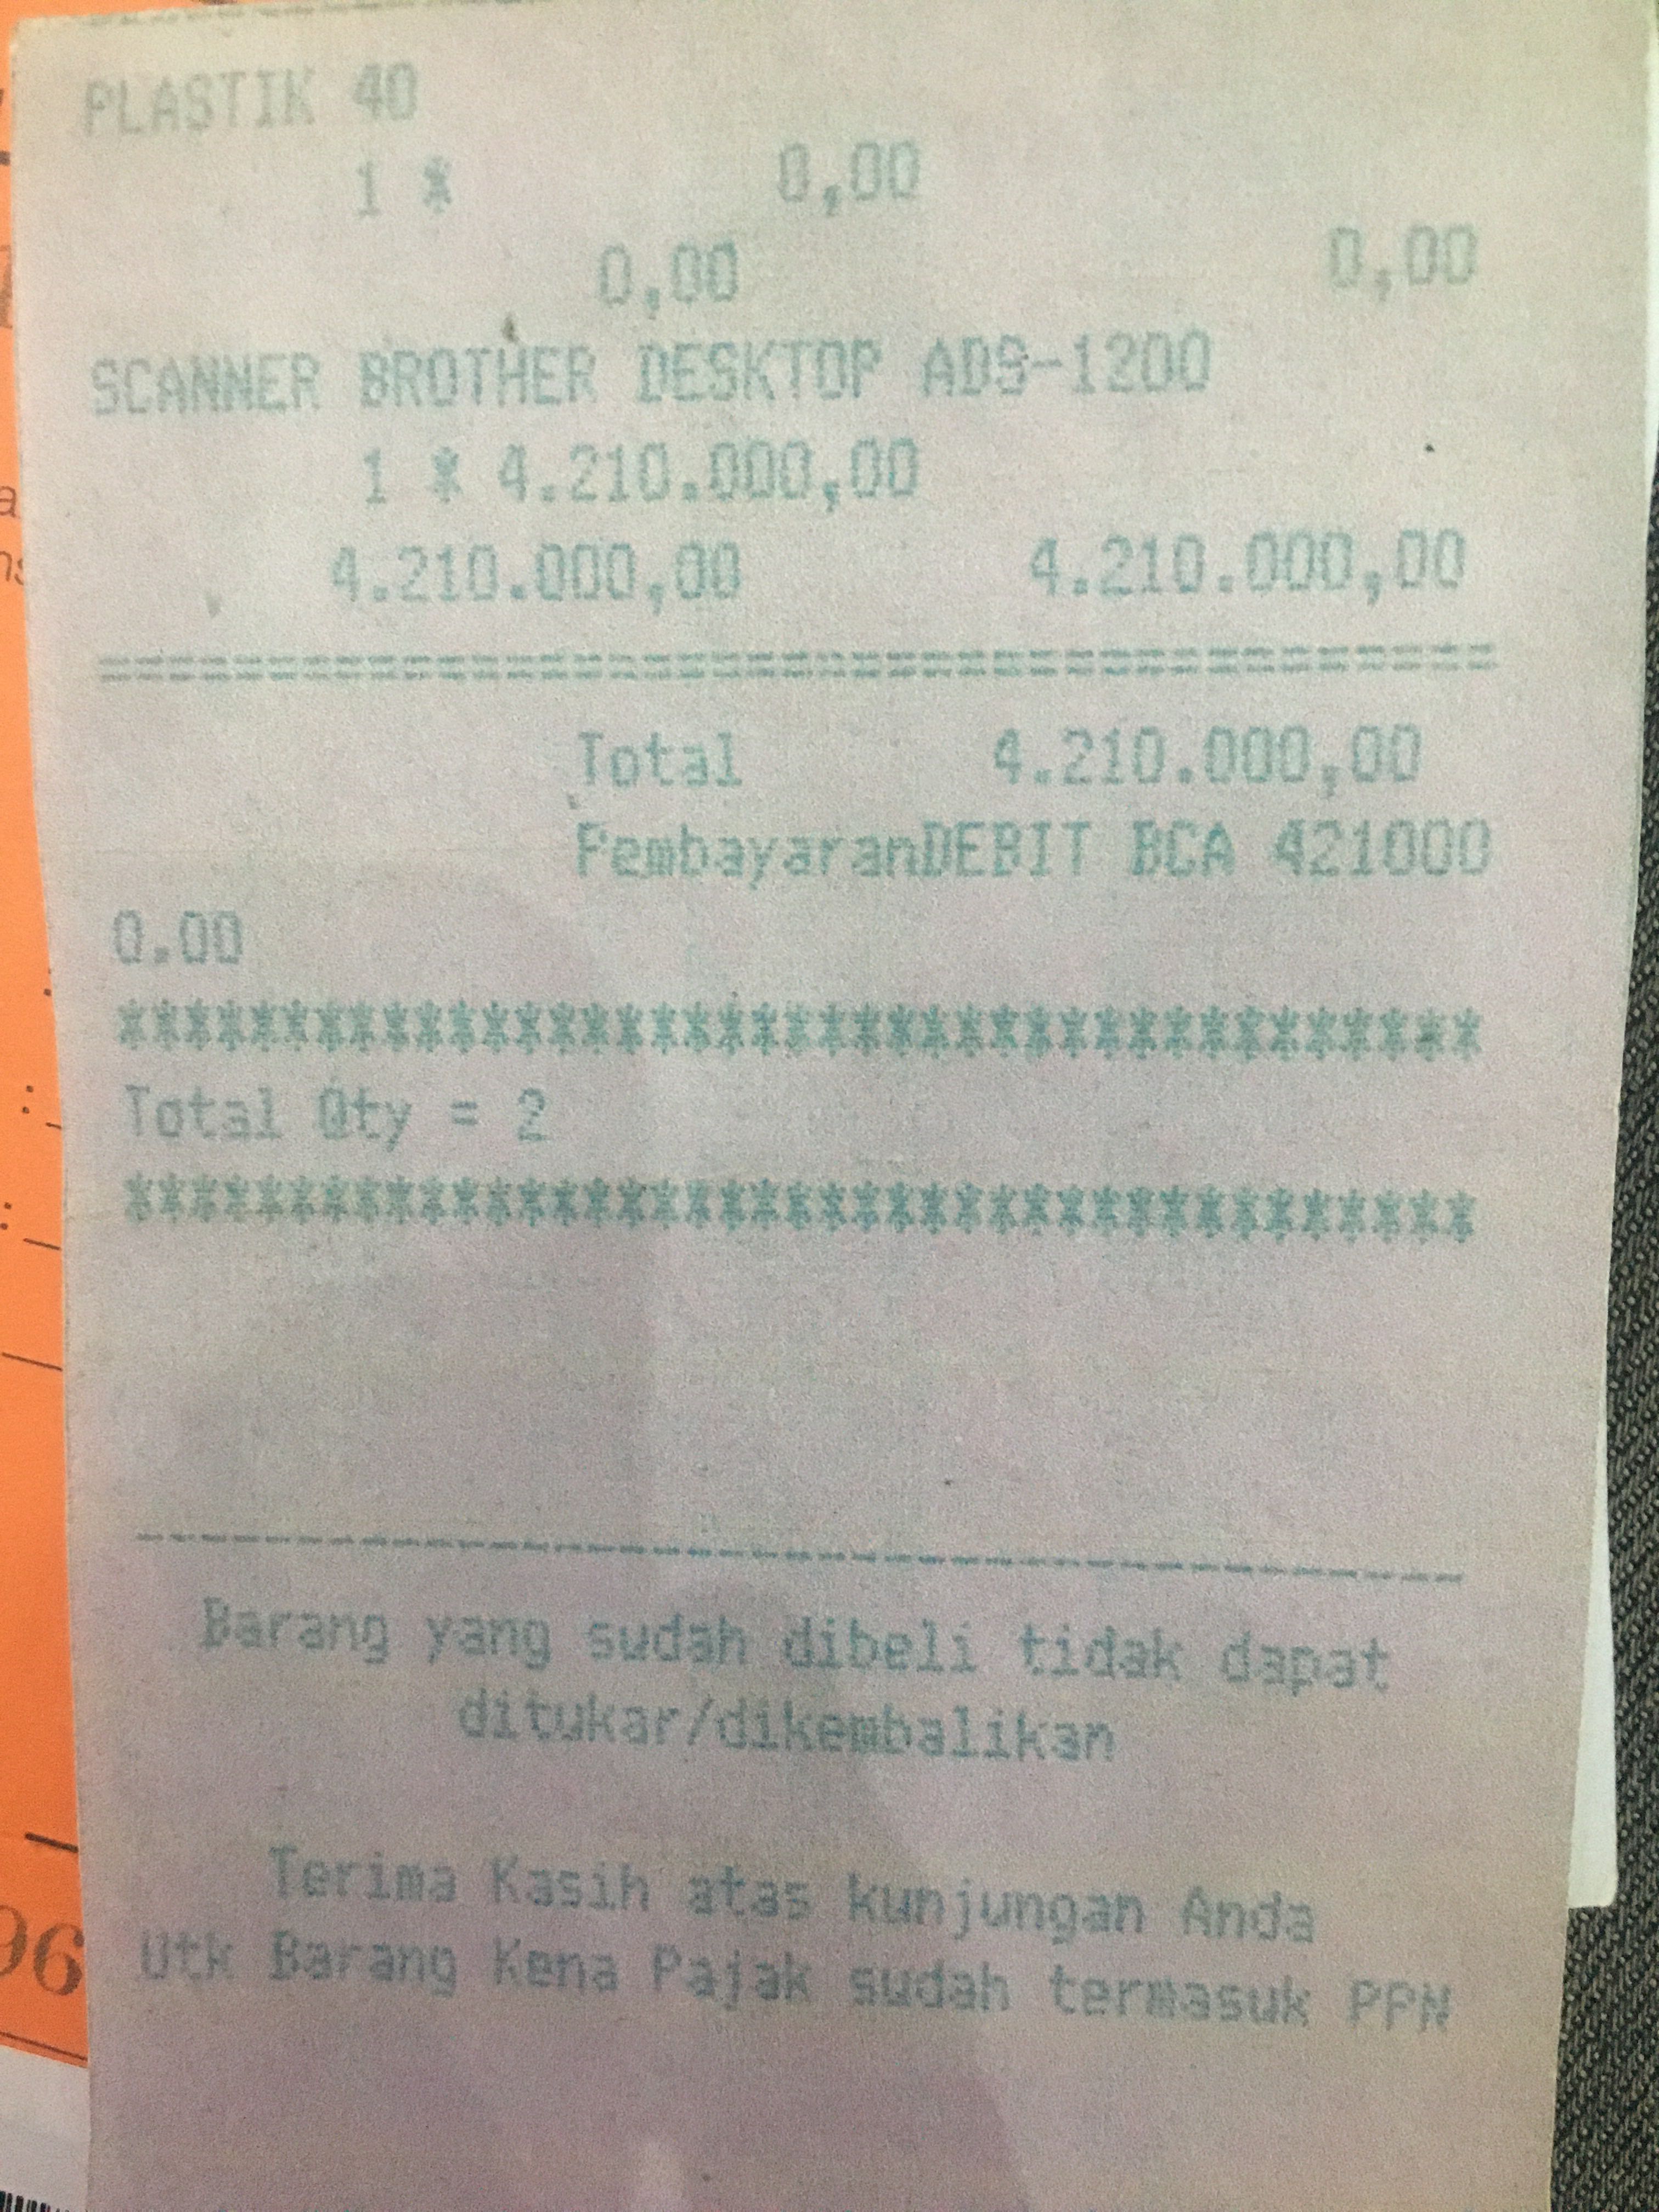 PLASTIK 40
1 * 0,00
0,00 0,00
SCANNER BROTHER DESKTOP ADS-1200
1 * 4.210.000,00
4.210.000,00 4.210.000,00
==========================================
Total 4.210.000,00
PembayaranDEBIT BCA 421000
0.00
*****************************************
Total Qty = 2
*****************************************
------------------------------------------
Barang yang sudah dibeli tidak dapat
ditukar/dikembalikan
Terima Kasih atas kunjungan Anda
Utk Barang Kena Pajak sudah termasuk PPN
96